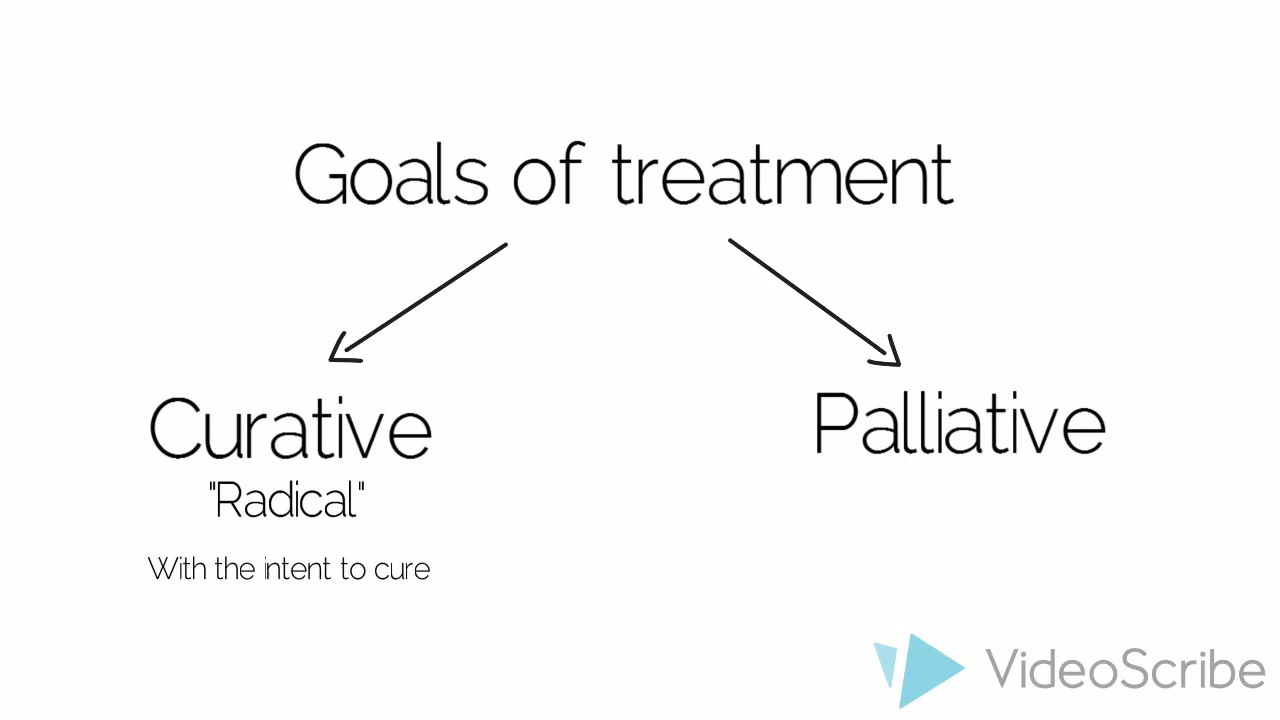 Goals of treatment
Curative
"Radical"
With the intent to cure
Palliative
VideoScribe